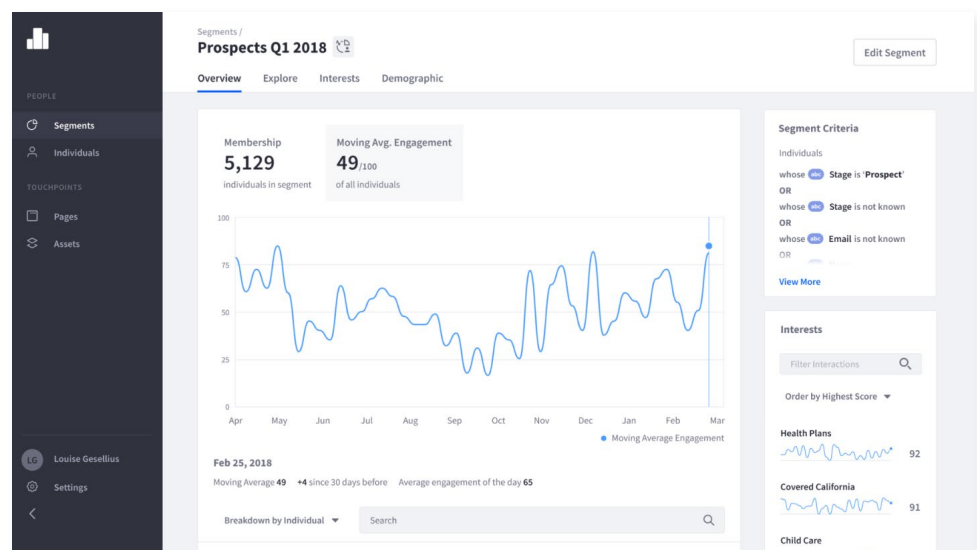 PEOPLE
Segments
Individuals
TOUCHPOINTS
Pages
Assets
LG Louise Gesellius
Settings
Segments /
Prospects Q1 2018
Edit Segment
Overview Explore Interests Demographic
Membership
5,129
individuals in segment
Moving Avg. Engagement
49/100
of all individuals
100
75
50
25
0
Apr May Jun Jul Aug Sep Oct Nov Dec Jan Feb Mar
Moving Average Engagement
Feb 25, 2018
Moving Average 49 +4 since 30 days before Average engagement of the day 65
Breakdown by Individual
Search
Segment Criteria
Individuals
whose abc Stage is ‘Prospect’
OR
whose abc Stage is not known
OR
whose abc Email is not known
OR
View More
Interests
Filter Interactions
Order by Highest Score
Health Plans
92
Covered California
91
Child Care